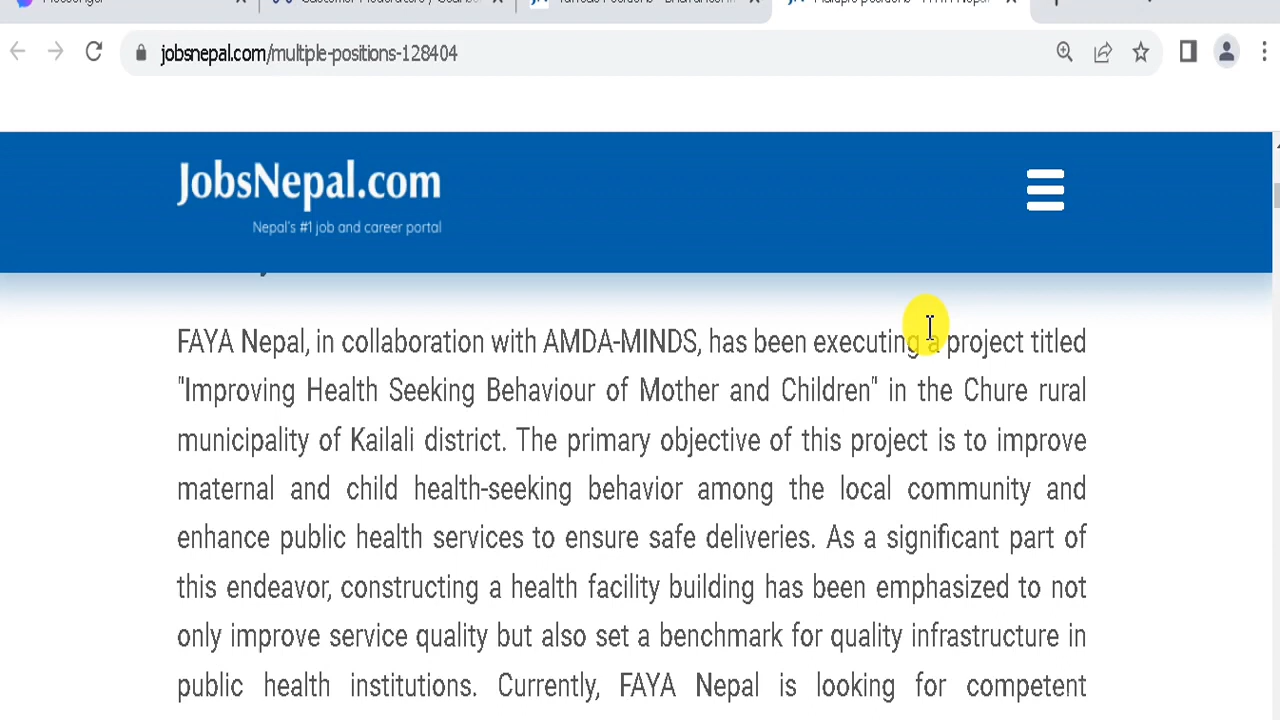 jobsnepal.com/multiple-positions-128404
JobsNepal.com
Nepal's #1 job and career portal
FAYA Nepal, in collaboration with AMDA-MINDS, has been executing a project titled
"Improving Health Seeking Behaviour of Mother and Children" in the Chure rural
municipality of Kailali district. The primary objective of this project is to improve
maternal and child health-seeking behavior among the local community and
enhance public health services to ensure safe deliveries. As a significant part of
this endeavor, constructing a health facility building has been emphasized to not
only improve service quality but also set a benchmark for quality infrastructure in
public health institutions. Currently, FAYA Nepal is looking for competent